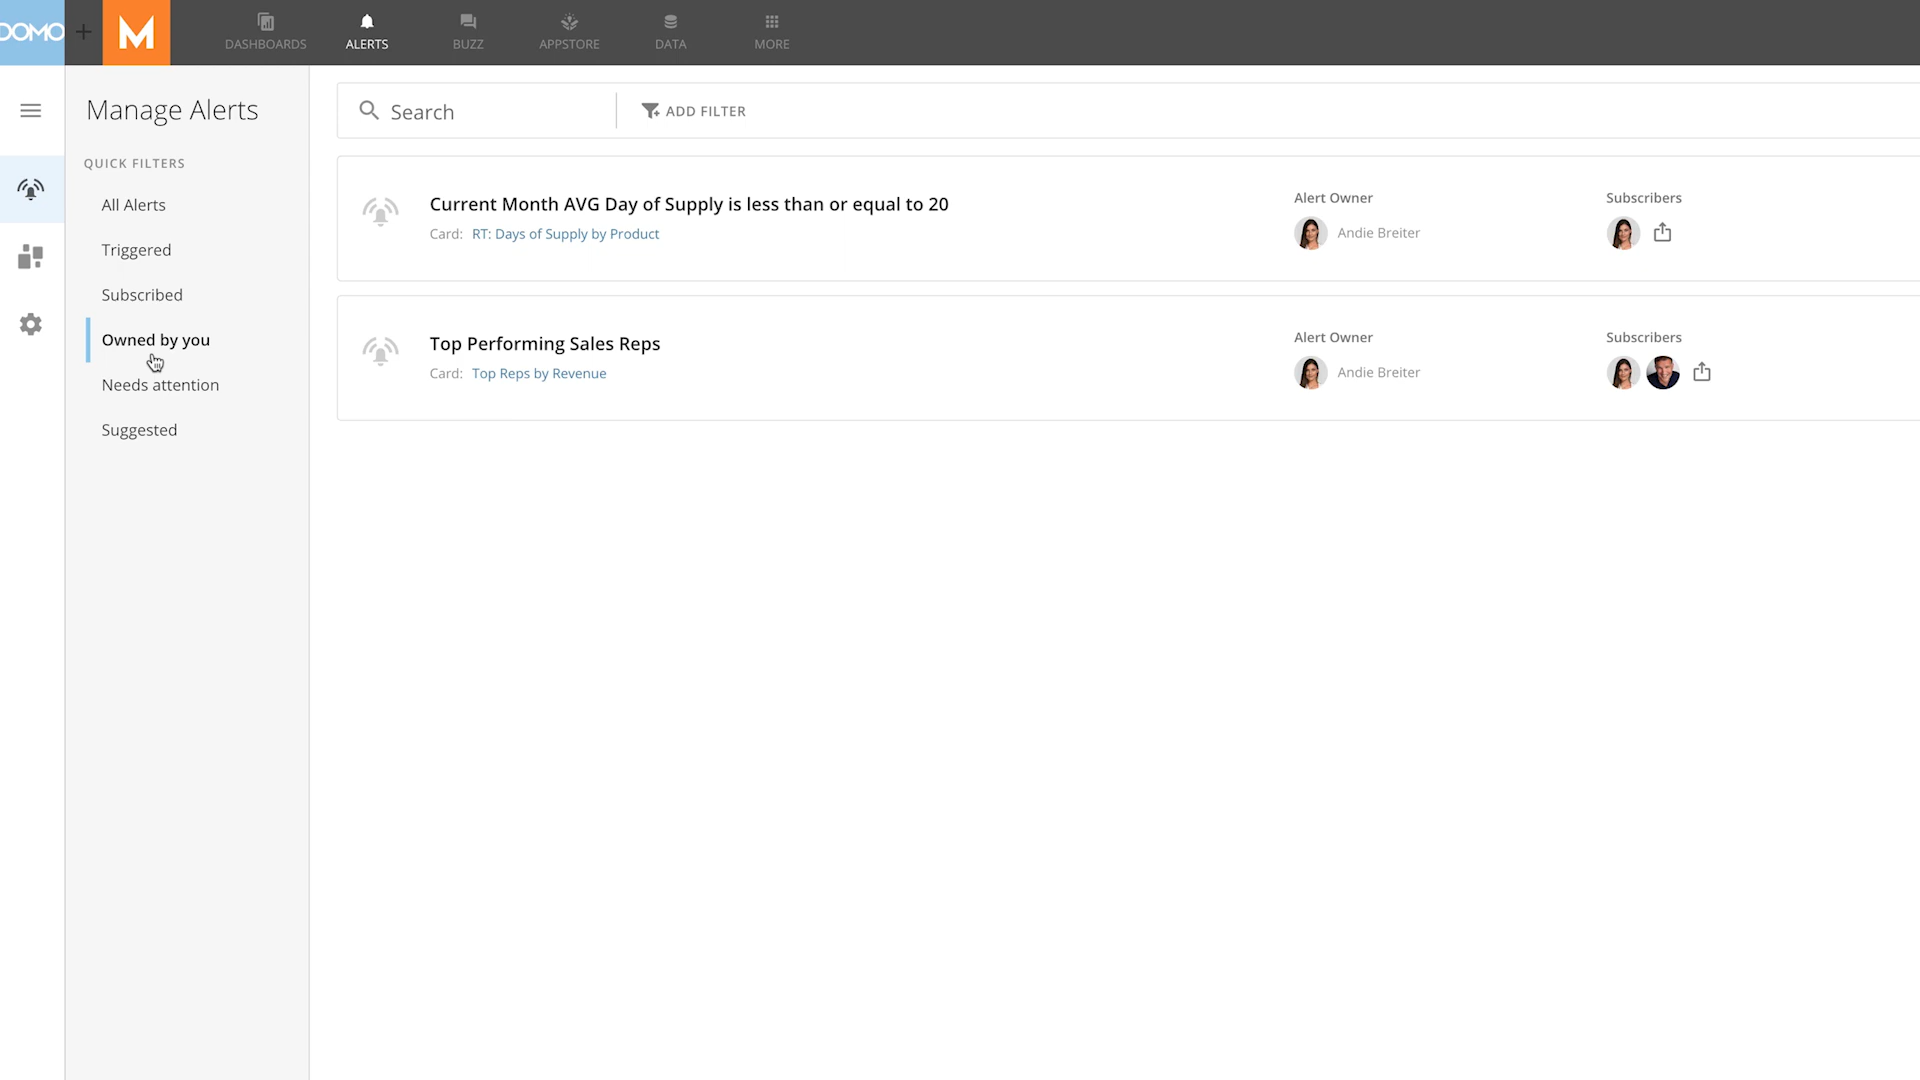 DOMO
M
DASHBOARDS
ALERTS
BUZZ
APPSTORE
DATA
MORE
Manage Alerts
QUICK FILTERS
All Alerts
Triggered
Subscribed
Owned by you
Needs attention
Suggested
Search
ADD FILTER
Current Month AVG Day of Supply is less than or equal to 20
Card: RT: Days of Supply by Product
Alert Owner
Andie Breiter
Subscribers
Top Performing Sales Reps
Card: Top Reps by Revenue
Alert Owner
Andie Breiter
Subscribers